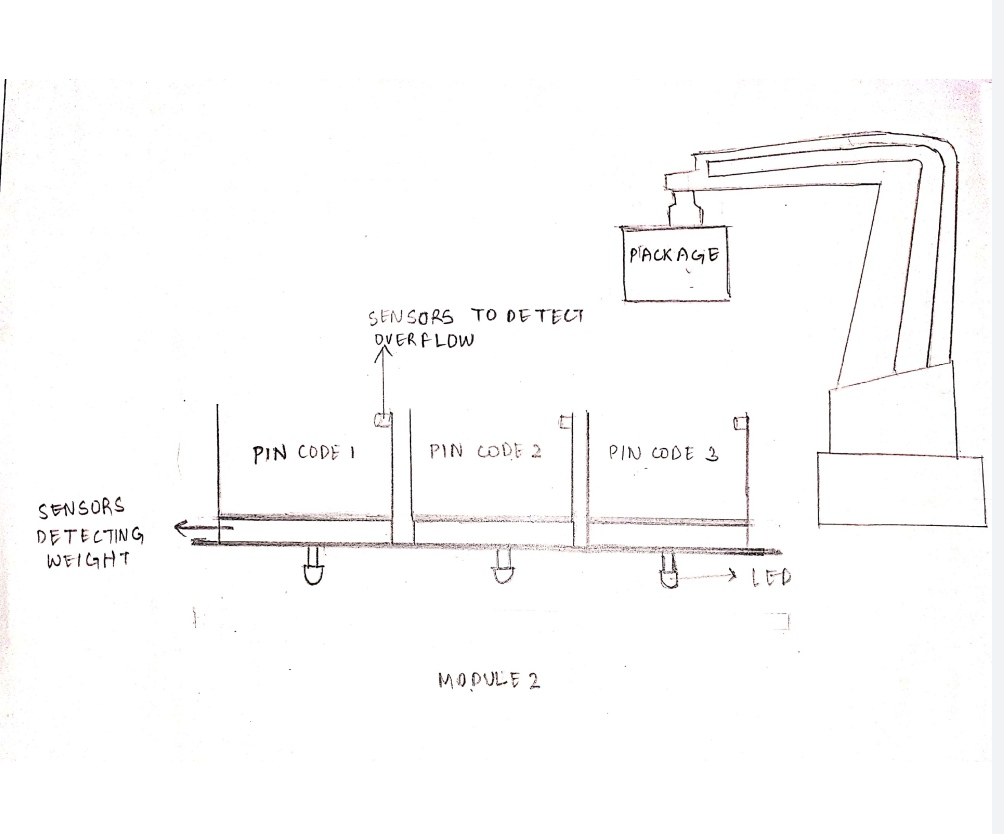 PACKAGE
SENSORS TO DETECT
OVERFLOW
PIN CODE 1
PIN CODE 2
PIN CODE 3
SENSORS
DETECTING
WEIGHT
LED
MODULE 2